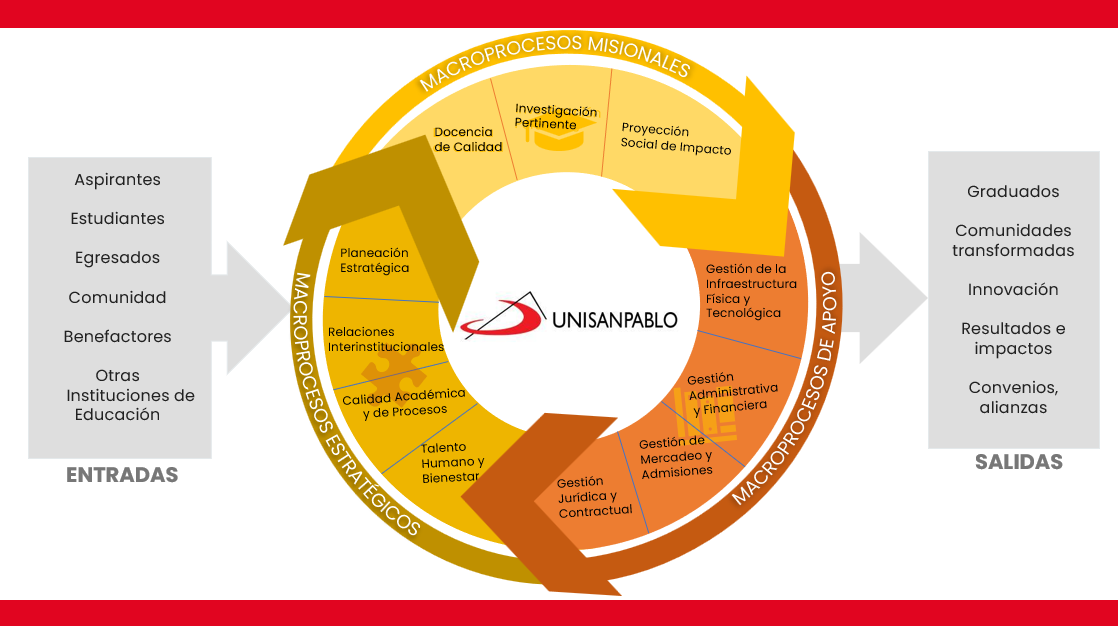 MACROPROCESOS MISIONALES
Docencia
de Calidad
Investigación
Pertinente
Proyección
Social de Impacto
Aspirantes
Estudiantes
Egresados
Comunidad
Benefactores
Otras
Instituciones de
Educación
ENTRADAS
MACROPROCESOS ESTRATÉGICOS
Planeación
Estratégica
Relaciones
Interinstitucionales
Calidad Académica
y de Procesos
Talento
Humano y
Bienestar
UNISANPABLO
Gestión de la
Infraestructura
Física y
Tecnológica
Gestión
Administrativa
y Financiera
Gestión de
Mercadeo y
Admisiones
Gestión
Jurídica y
Contractual
MACROPROCESOS DE APOYO
Graduados
Comunidades
transformadas
Innovación
Resultados e
impactos
Convenios,
alianzas
SALIDAS